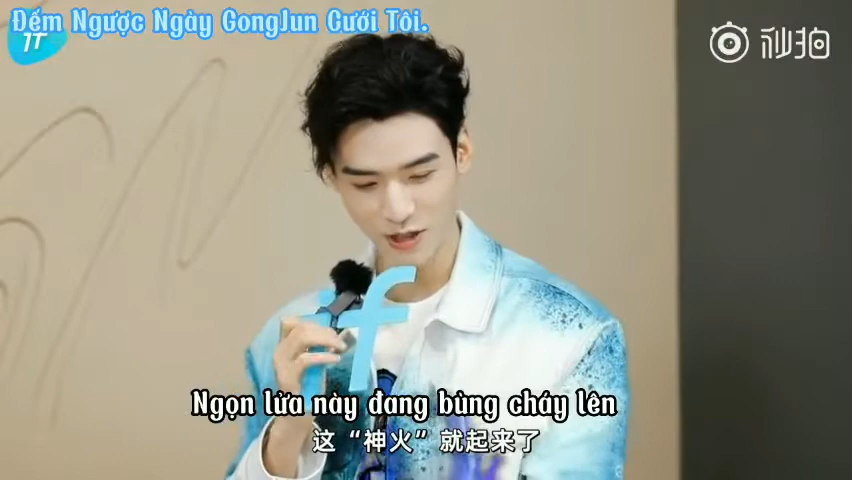 Đếm Ngược Ngày GongJun Cưới Tôi.
秒拍
if
Ngọn lửa này đang bùng cháy lên
这“神火”就起来了